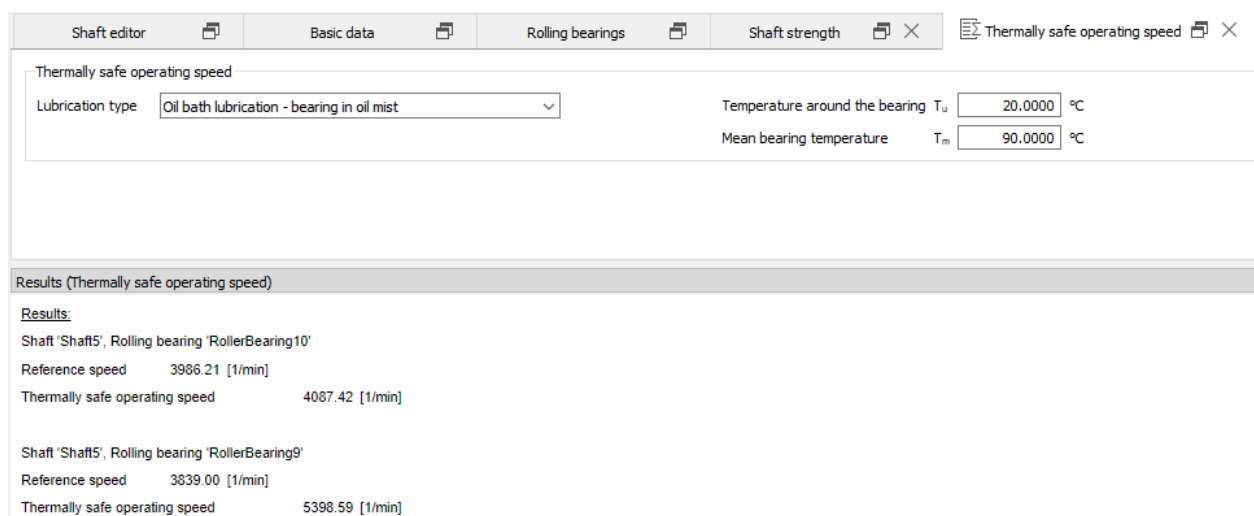 Shaft editor Basic data Rolling bearings Shaft strength Thermally safe operating speed
Thermally safe operating speed
Lubrication type Oil bath lubrication - bearing in oil mist Temperature around the bearing Tu 20.0000 ºC
Mean bearing temperature Tm 90.0000 ºC
Results (Thermally safe operating speed)
Results:
Shaft 'Shaft5', Rolling bearing 'RollerBearing10'
Reference speed 3986.21 [1/min]
Thermally safe operating speed 4087.42 [1/min]
Shaft 'Shaft5', Rolling bearing 'RollerBearing9'
Reference speed 3839.00 [1/min]
Thermally safe operating speed 5398.59 [1/min]